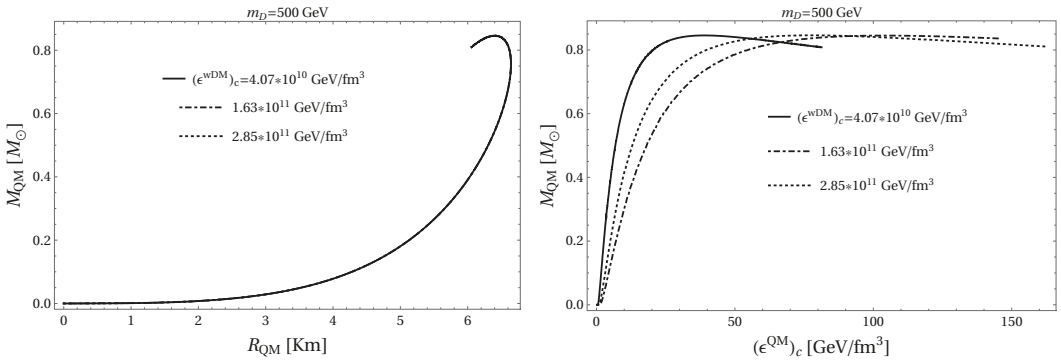 m_D=500 GeV
M_QM [M_⊙]
0.8
0.6
0.4
0.2
0.0
(ϵ^wDM)_c=4.07*10^10 GeV/fm^3
1.63*10^11 GeV/fm^3
2.85*10^11 GeV/fm^3
0 1 2 3 4 5 6
R_QM [Km]
m_D=500 GeV
M_QM [M_⊙]
0.8
0.6
0.4
0.2
0.0
(ϵ^wDM)_c=4.07*10^10 GeV/fm^3
1.63*10^11 GeV/fm^3
2.85*10^11 GeV/fm^3
0 50 100 150
(ϵ^QM)_c [GeV/fm^3]